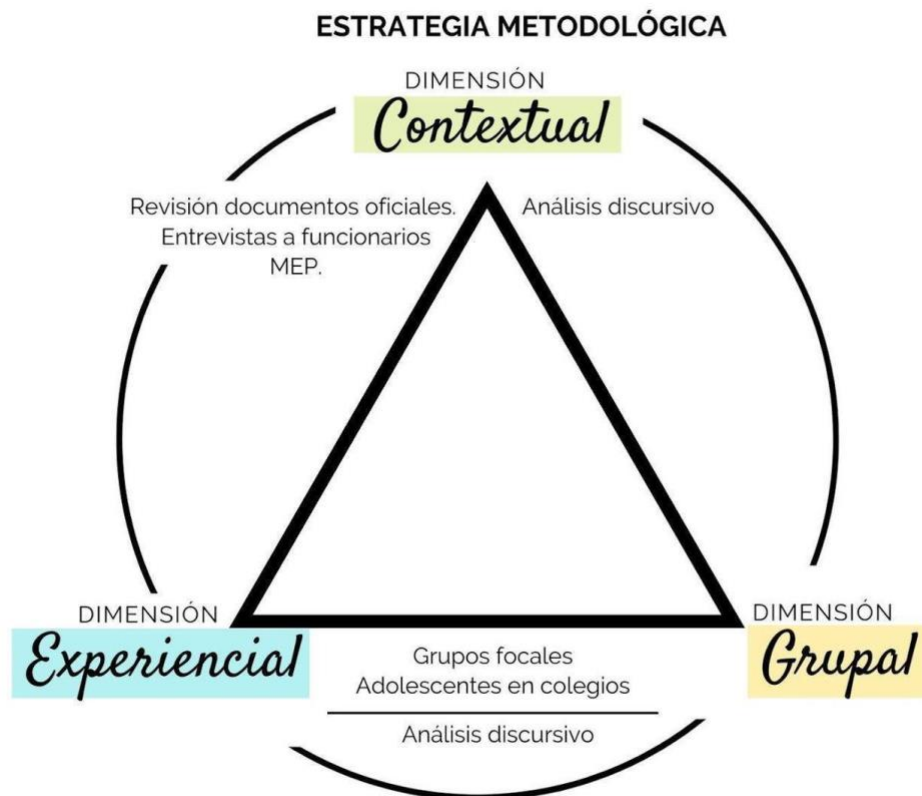 ESTRATEGIA METODOLÓGICA
DIMENSIÓN
Contextual
Revisión documentos oficiales.
Entrevistas a funcionarios
MEP.
Análisis discursivo
DIMENSIÓN
Experiencial
Grupos focales
Adolescentes en colegios
Análisis discursivo
DIMENSIÓN
Grupal